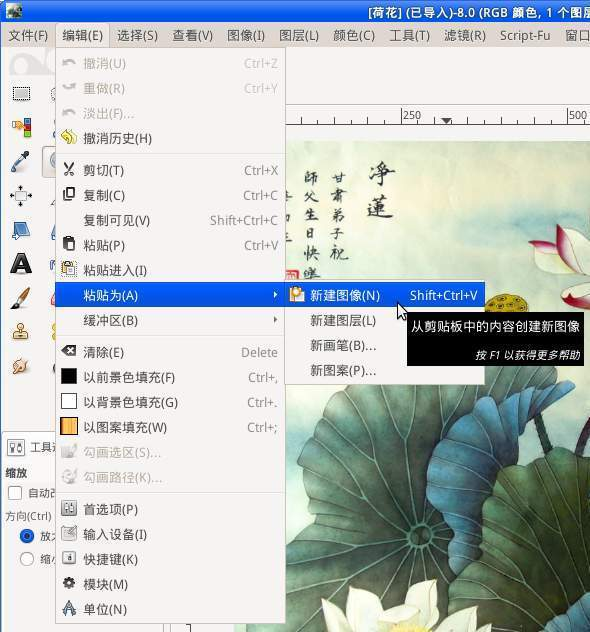 [荷花] (已导入)-8.0 (RGB 颜色, 1 个图层
文件(F) 编辑(E) 选择(S) 查看(V) 图像(I) 图层(L) 颜色(C) 工具(T) 滤镜(R) Script-Fu 窗口
撤消(U) Ctrl+Z
重做(R) Ctrl+Y
淡出(F)...
撤消历史(H)
剪切(T) Ctrl+X
复制(C) Ctrl+C
复制可见(V) Shift+Ctrl+C
粘贴(P) Ctrl+V
粘贴进入(I)
粘贴为(A)
缓冲区(B)
清除(E) Delete
以前景色填充(F) Ctrl+,
以背景色填充(G) Ctrl+.
以图案填充(W) Ctrl+;
勾画选区(S)...
勾画路径(K)...
首选项(P)
输入设备(I)
快捷键(K)
模块(M)
单位(N)
新建图像(N) Shift+Ctrl+V
新建图层(L)
新画笔(B)...
新图案(P)...
从剪贴板中的内容创建新图像
按 F1 以获得更多帮助
250 500
净莲
甘肃弟子祝
师父生日快乐
缩放
方向(Ctrl)